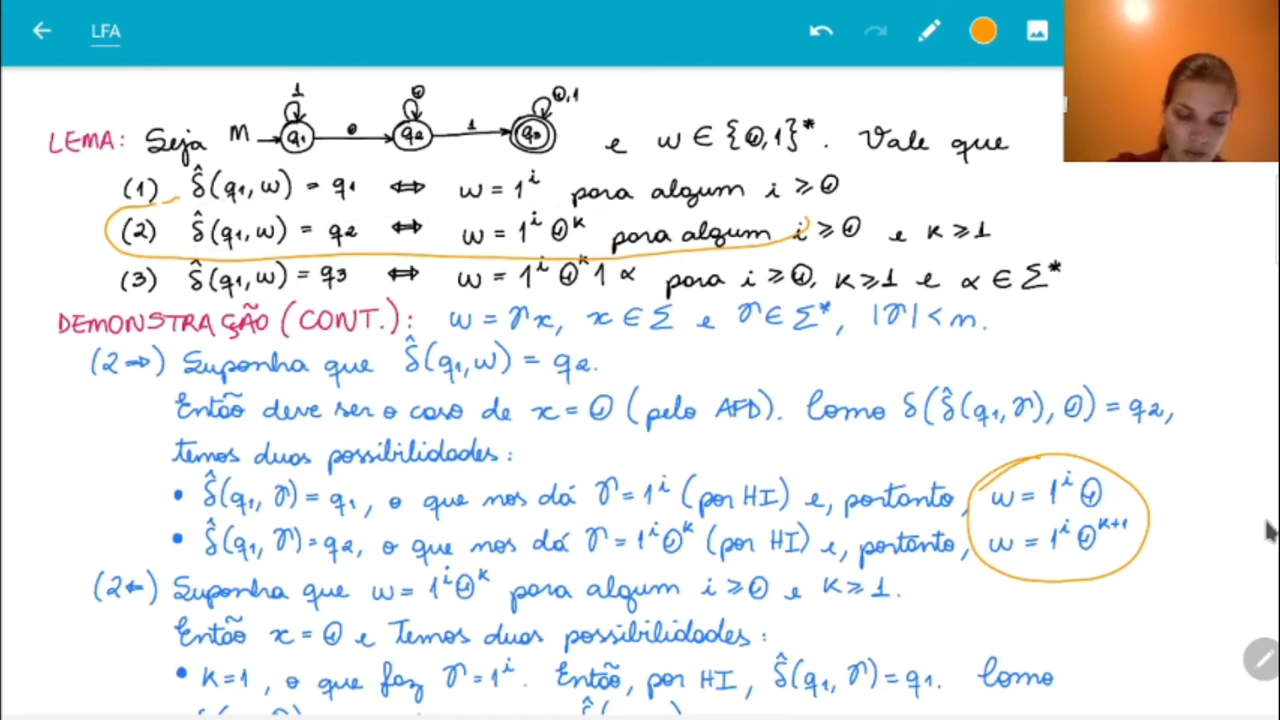 LFA
1 0 0,1
LEMA: Seja M q1 0 q2 1 q3 e w ∈ {0,1}*. Vale que
(1) δ̂(q1,w) = q1 ⇔ w = 1^i para algum i ≥ 0
(2) δ̂(q1,w) = q2 ⇔ w = 1^i 0^k para algum i ≥ 0 e k ≥ 1
(3) δ̂(q1,w) = q3 ⇔ w = 1^i 0^k 1 α para i ≥ 0, k ≥ 1 e α ∈ Σ*
DEMONSTRAÇÃO (CONT.): w = γx, x ∈ Σ e γ ∈ Σ*, |γ| < n.
(2⇒) Suponha que δ̂(q1,w) = q2.
Então deve ser o caso de x = 0 (pelo AFD). Como δ(δ̂(q1,γ), 0) = q2,
temos duas possibilidades:
• δ̂(q1, γ) = q1, o que nos dá γ = 1^i (por HI) e, portanto, w = 1^i 0
• δ̂(q1, γ) = q2, o que nos dá γ = 1^i 0^k (por HI) e, portanto, w = 1^i 0^{k+1}
(2⇐) Suponha que w = 1^i 0^k para algum i ≥ 0 e k ≥ 1.
Então x = 0 e temos duas possibilidades:
• k = 1, o que faz γ = 1^i. Então, por HI, δ̂(q1, γ) = q1. Como